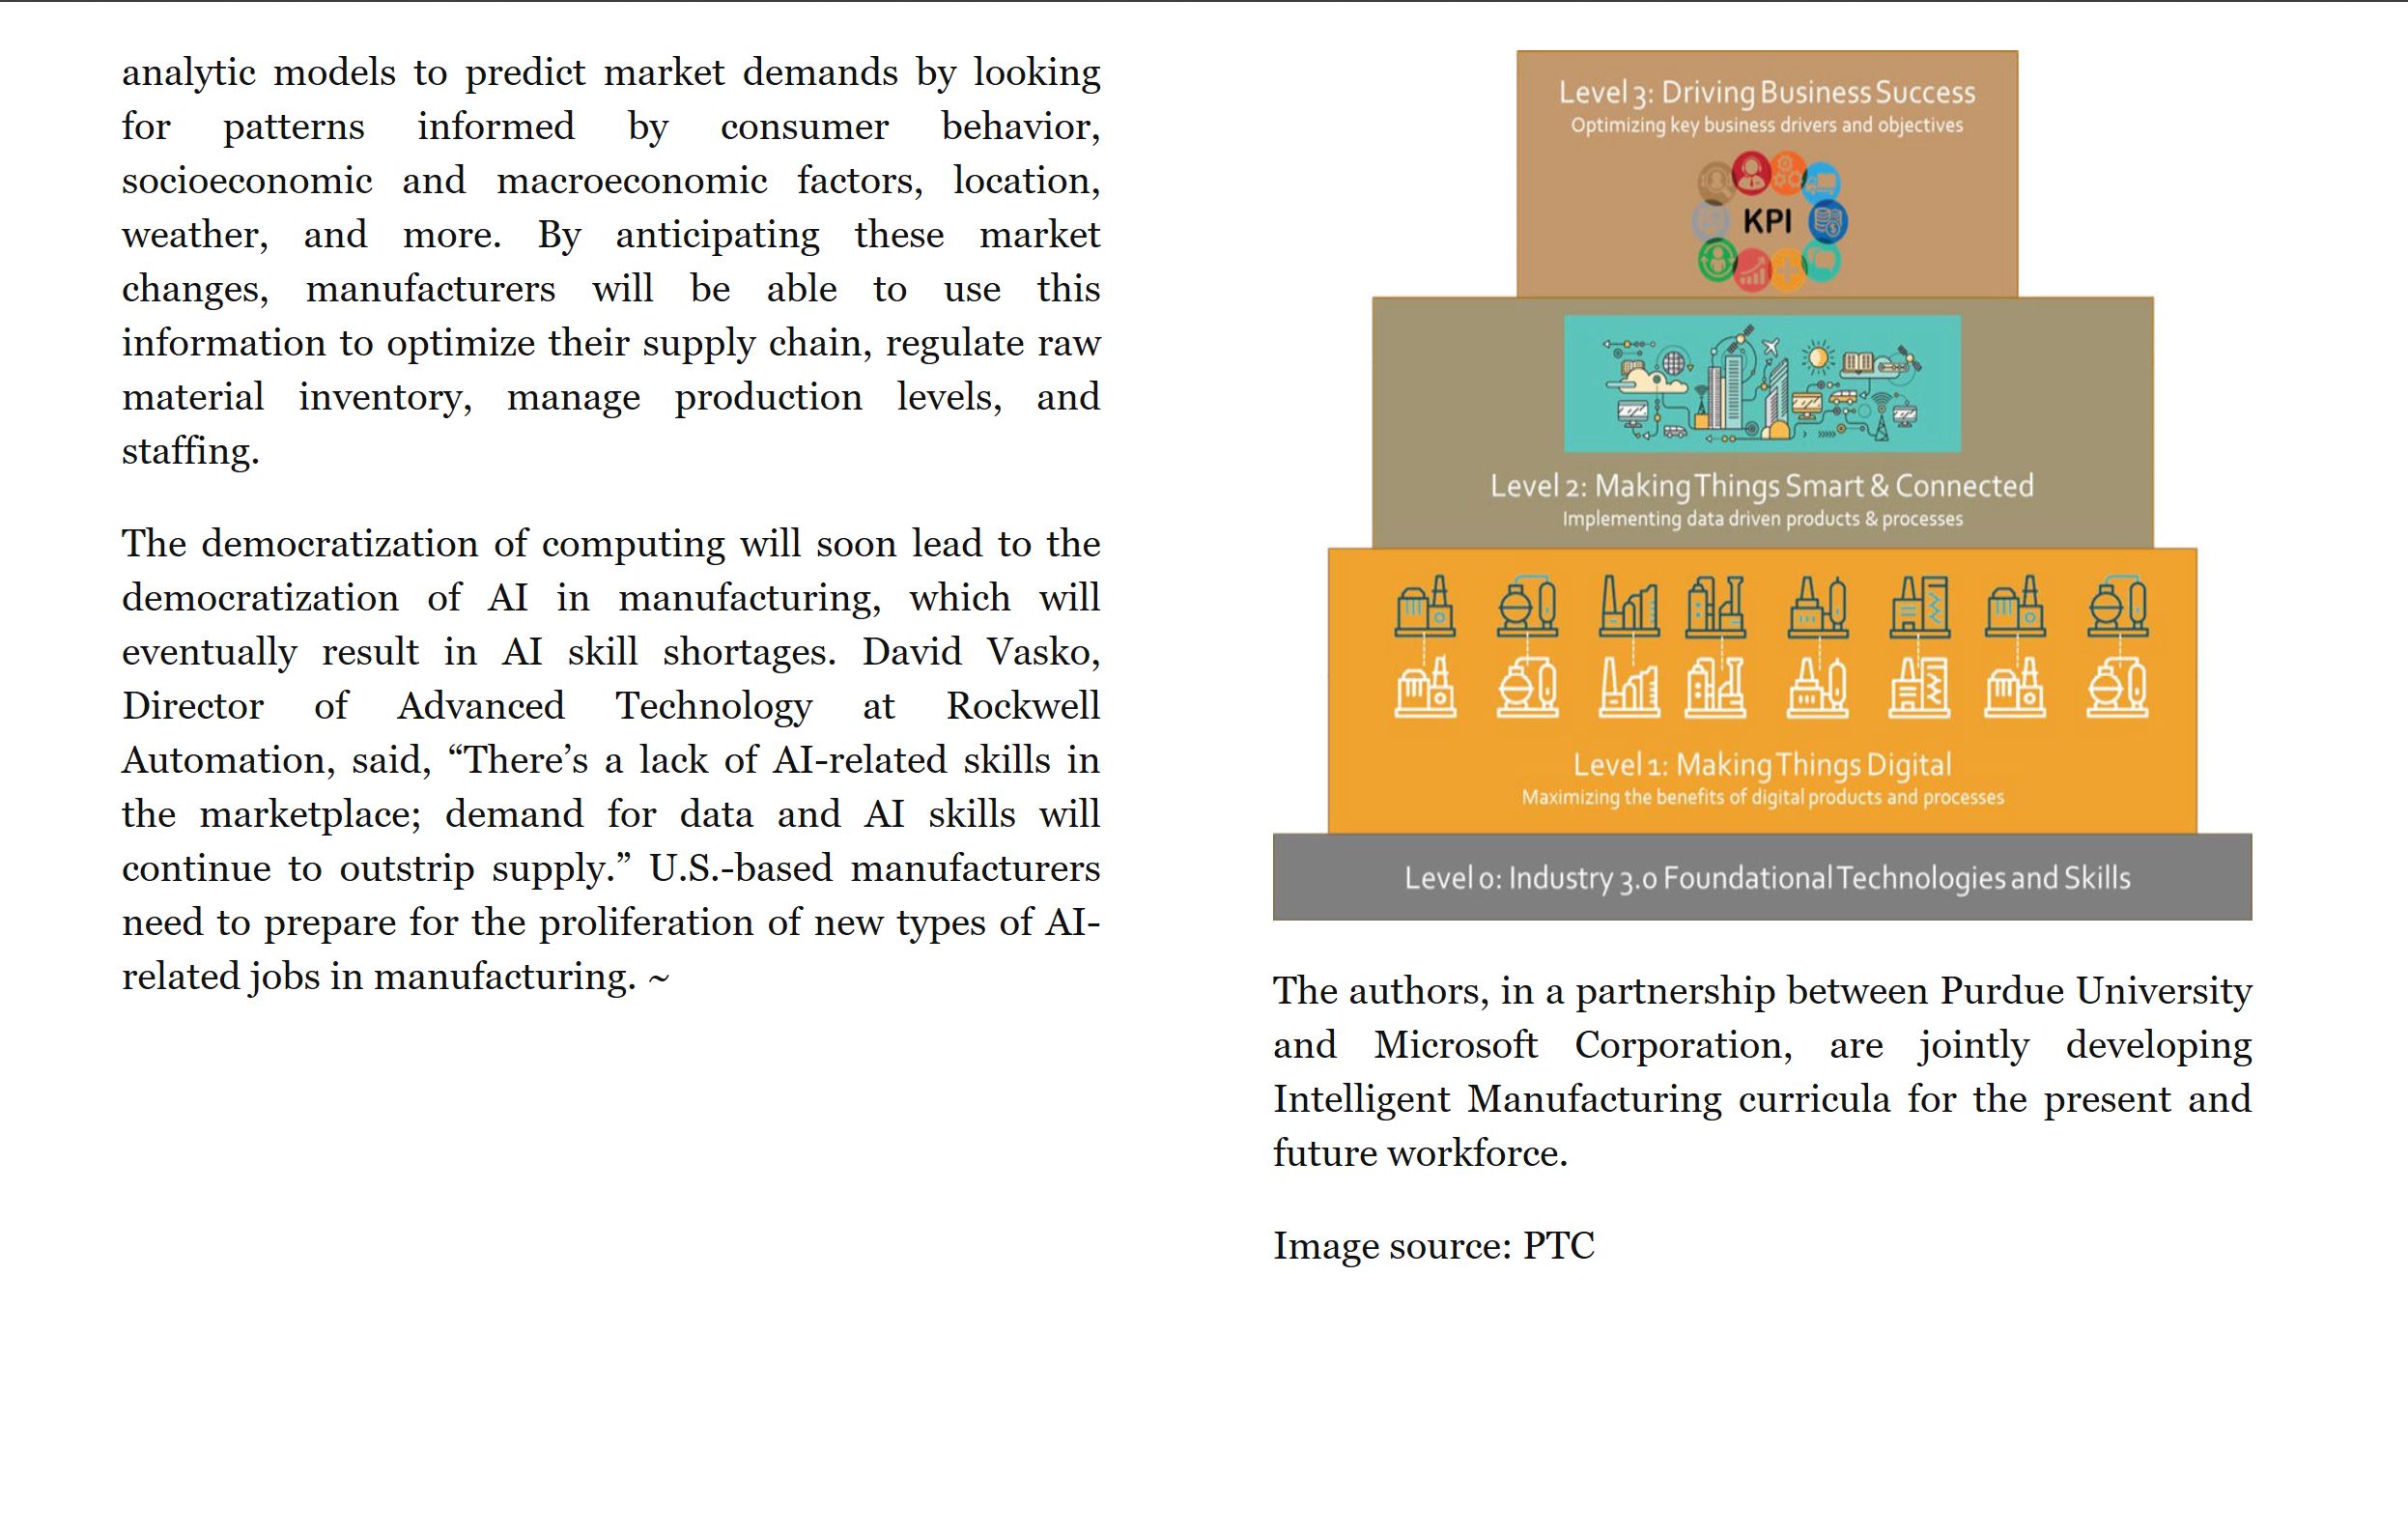 analytic models to predict market demands by looking
for patterns informed by consumer behavior,
socioeconomic and macroeconomic factors, location,
weather, and more. By anticipating these market
changes, manufacturers will be able to use this
information to optimize their supply chain, regulate raw
material inventory, manage production levels, and
staffing.
The democratization of computing will soon lead to the
democratization of AI in manufacturing, which will
eventually result in AI skill shortages. David Vasko,
Director of Advanced Technology at Rockwell
Automation, said, “There’s a lack of AI-related skills in
the marketplace; demand for data and AI skills will
continue to outstrip supply.” U.S.-based manufacturers
need to prepare for the proliferation of new types of AI-
related jobs in manufacturing. ~
Level 3: Driving Business Success
Optimizing key business drivers and objectives
KPI
Level 2: Making Things Smart & Connected
Implementing data driven products & processes
Level 1: Making Things Digital
Maximizing the benefits of digital products and processes
Level 0: Industry 3.0 Foundational Technologies and Skills
The authors, in a partnership between Purdue University
and Microsoft Corporation, are jointly developing
Intelligent Manufacturing curricula for the present and
future workforce.
Image source: PTC